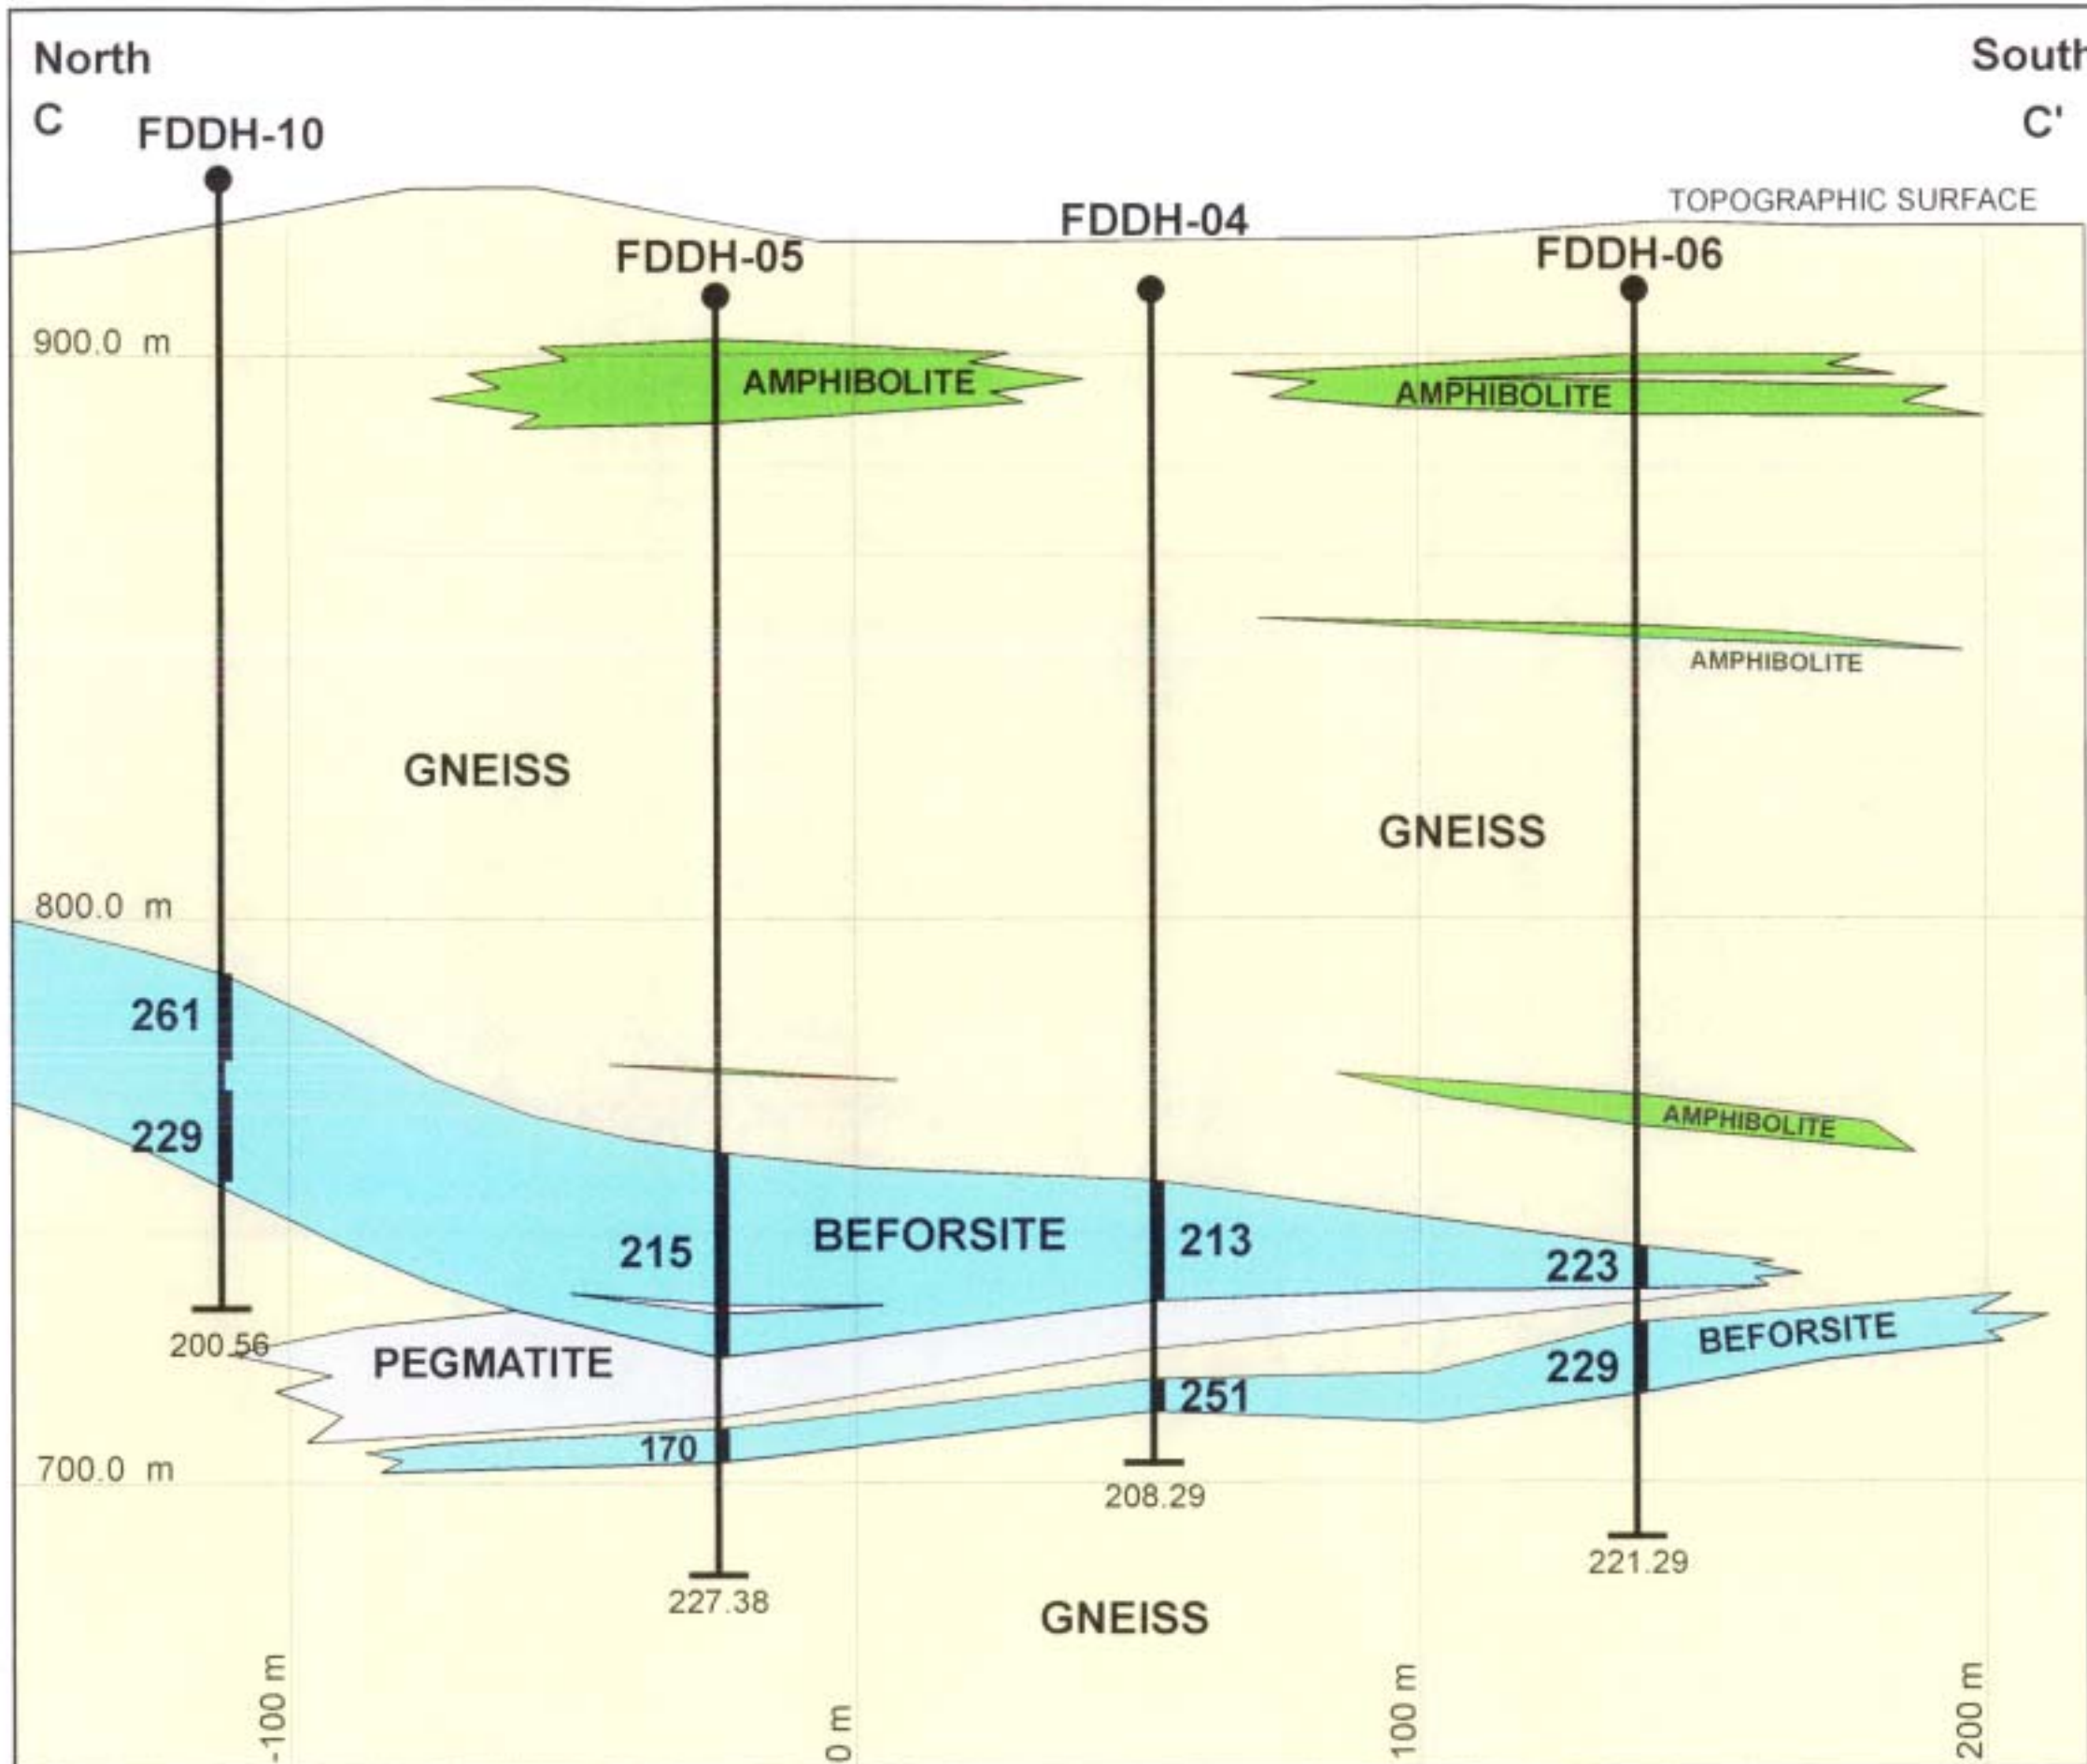 North
South
C
C'
FDDH-10
TOPOGRAPHIC SURFACE
FDDH-04
FDDH-05
FDDH-06
900.0 m
AMPHIBOLITE
AMPHIBOLITE
AMPHIBOLITE
GNEISS
GNEISS
800.0 m
261
229
AMPHIBOLITE
215
BEFORSITE
213
223
200.56
PEGMATITE
BEFORSITE
229
251
170
700.0 m
208.29
221.29
227.38
GNEISS
-100 m
0 m
100 m
200 m